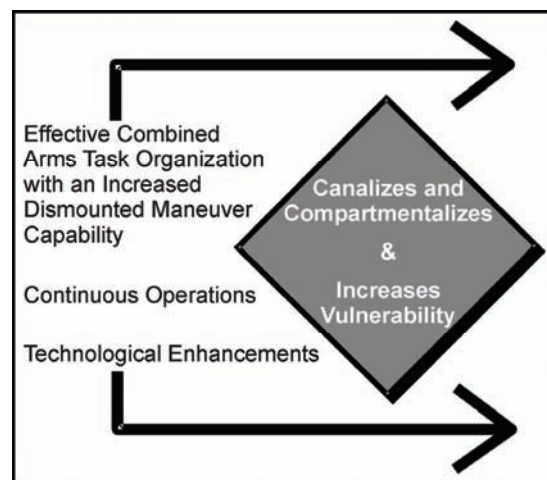 Effective Combined
Arms Task Organization
with an Increased
Dismounted Maneuver
Capability
Continuous Operations
Technological Enhancements
Canalizes and
Compartmentalizes
&
Increases
Vulnerability